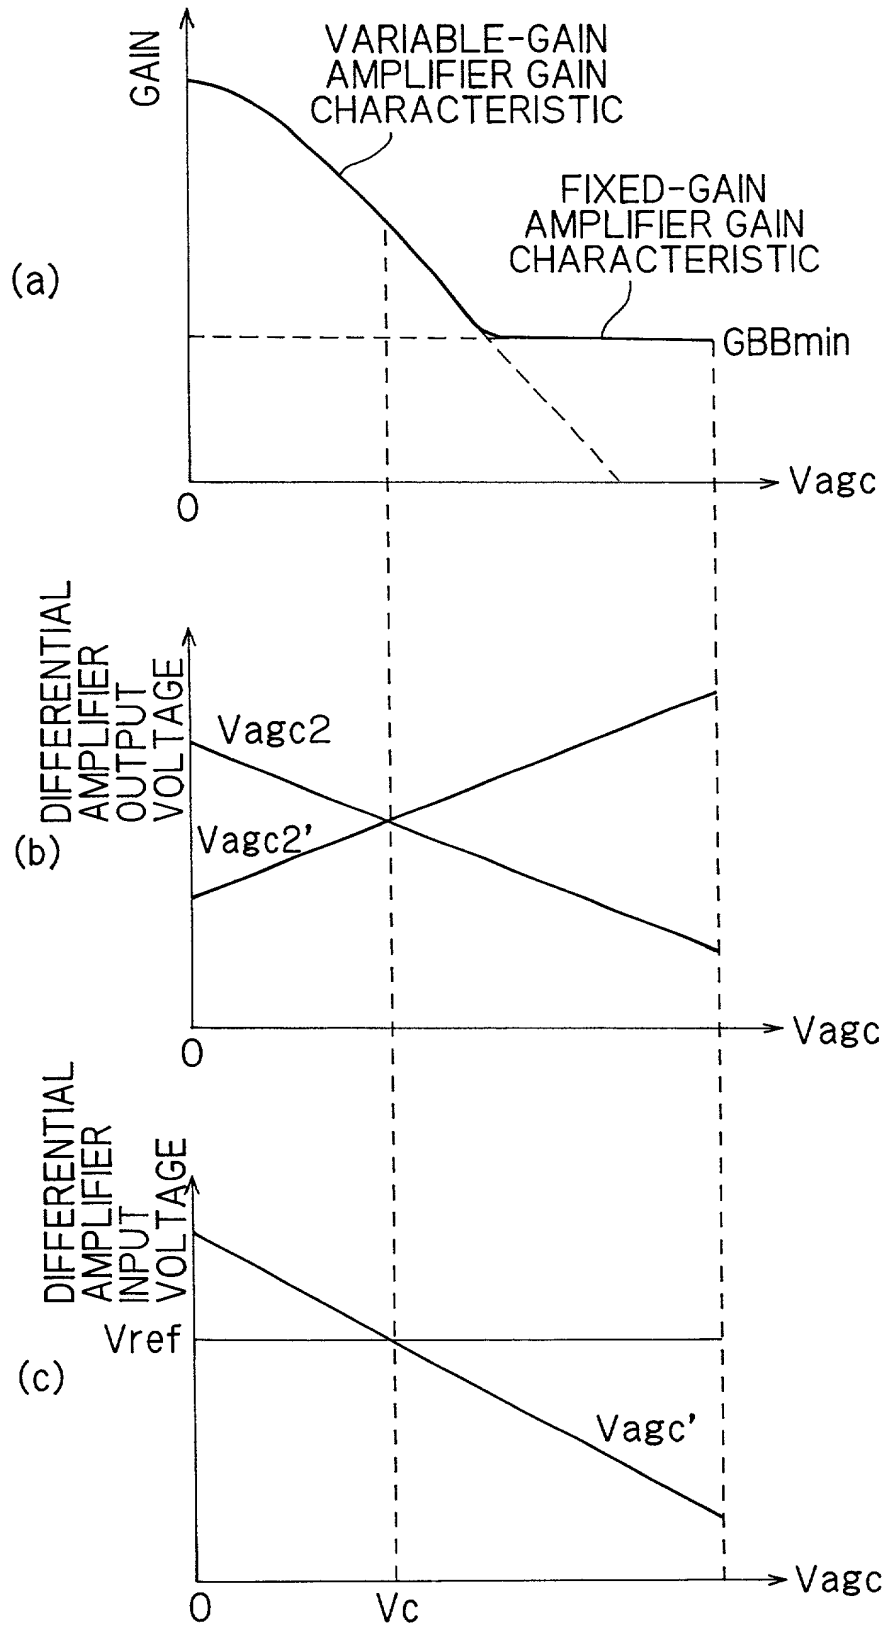 GAIN
VARIABLE-GAIN
AMPLIFIER GAIN
CHARACTERISTIC
FIXED-GAIN
AMPLIFIER GAIN
CHARACTERISTIC
(a)
GBBmin
Vagc
0
DIFFERENTIAL
AMPLIFIER
OUTPUT
VOLTAGE
Vagc2
Vagc2'
(b)
Vagc
0
DIFFERENTIAL
AMPLIFIER
INPUT
VOLTAGE
Vref
(c)
Vagc'
Vagc
0
Vc